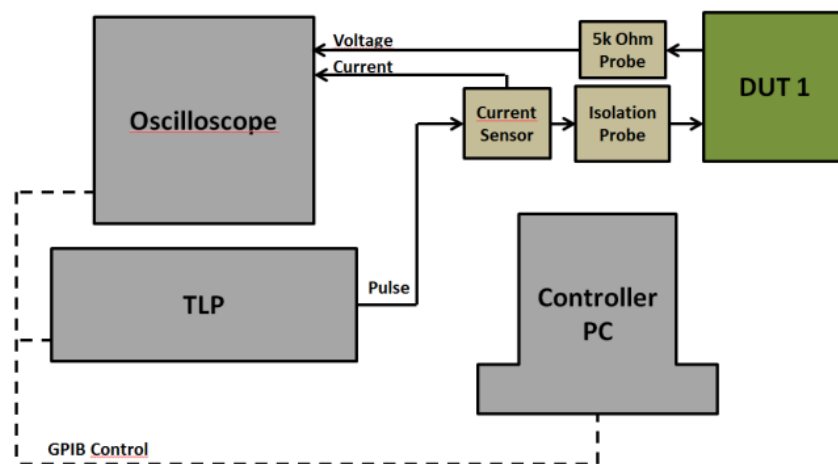 Voltage
Current
5k Ohm
Probe
DUT 1
Oscilloscope
Current
Sensor
Isolation
Probe
Pulse
TLP
Controller
PC
GPIB Control